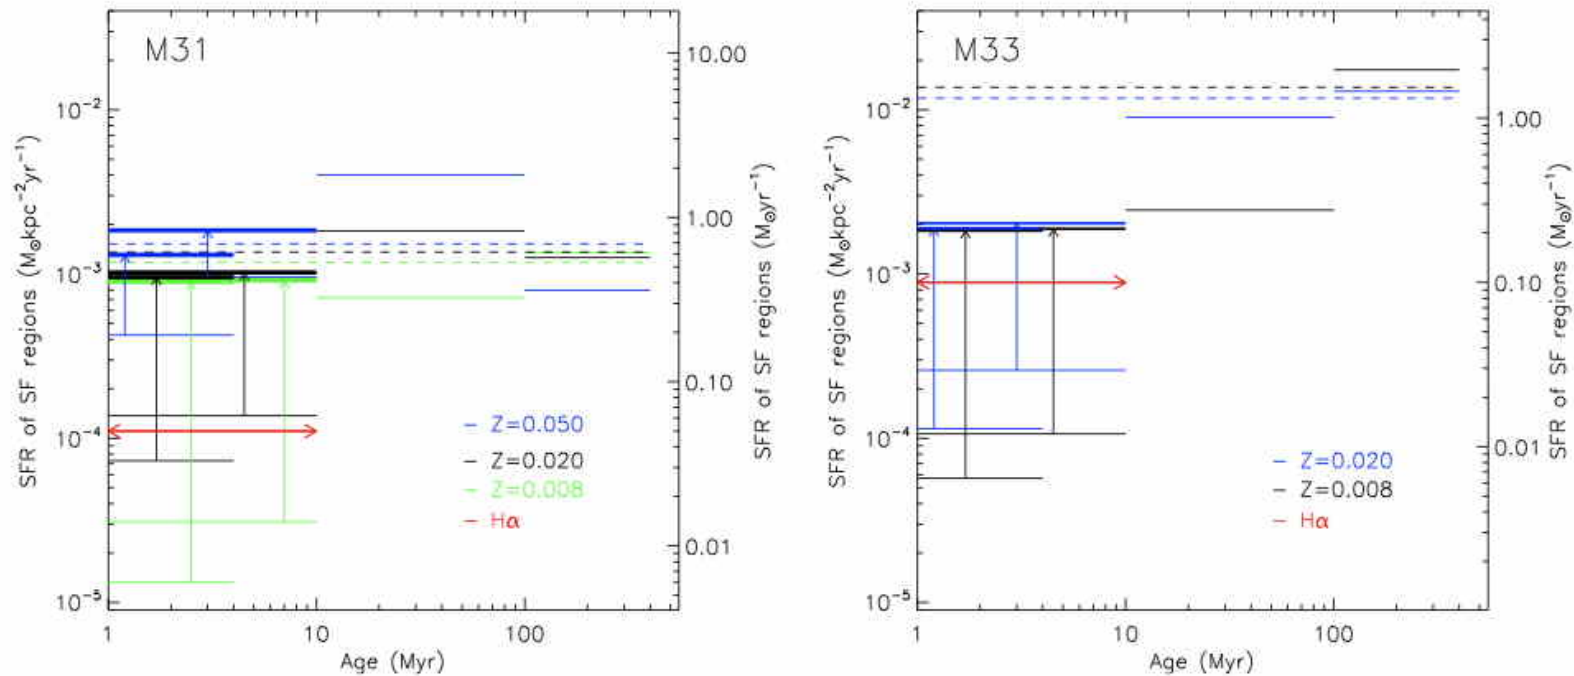 M31
10⁻²
10⁻³
10⁻⁴
10⁻⁵
SFR of SF regions (M⊙kpc⁻²yr⁻¹)
10.00
1.00
0.10
0.01
SFR of SF regions (M⊙yr⁻¹)
Z=0.050
Z=0.020
Z=0.008
Hα
1 10 100
Age (Myr)
M33
10⁻²
10⁻³
10⁻⁴
10⁻⁵
SFR of SF regions (M⊙kpc⁻²yr⁻¹)
1.00
0.10
0.01
SFR of SF regions (M⊙yr⁻¹)
Z=0.020
Z=0.008
Hα
1 10 100
Age (Myr)